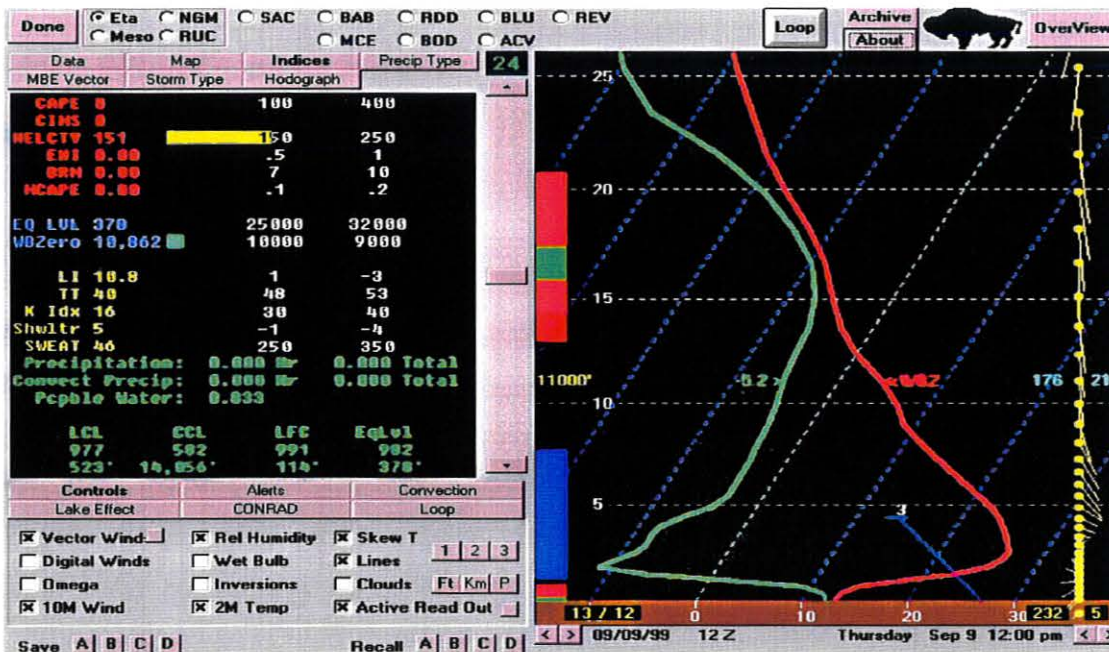 Done Eta NGM SAC BAB RDD BLU REV Loop Archive OverView
Meso RUC MCE BOD ACV About
Data Map Indices Precip Type 24
MBE Vector Storm Type Hodograph
CAPE 0 100 400
CINS 0
WELCTV 151 150 250
EHI 0.00 .5 1
BRN 7 10
MCAPE 0.00 .1 .2
EQ LVL 370 25000 32000
WBZero 10,862 10000 9000
LI 10.8 1 -3
TT 40 48 53
K Idx 16 30 40
Shwltr 5 -1 -4
SWEAT 46 250 350
Precipitation: 0.000 Hr 0.000 Total
Convect Precip: 0.000 Hr 0.000 Total
Pcpble Water: 0.833
LCL CCL LFC EqLvl
977 582 991 982
523' 14,056' 114' 378'
Controls Alerts Convection
Lake Effect CONRAD Loop
Vector Wind Rel Humidity Skew T
Digital Winds Wet Bulb Lines 1 2 3
Omega Inversions Clouds Ft Km P
10M Wind 2M Temp Active Read Out
Save A B C D Recall A B C D
25
20
15
11000' -5.2 > 176 21
10
5
3
13 / 12 0 10 20 30 232 5
< > 09/09/99 12 Z Thursday Sep 9 12:00 pm < >